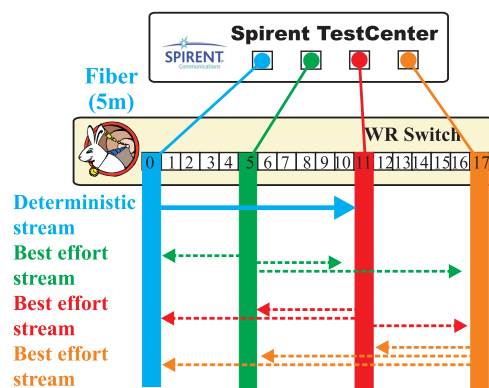 Spirent TestCenter
SPIRENT
Communications
Fiber
(5m)
WR Switch
0 1 2 3 4 5 6 7 8 9 10 11 12 13 14 15 16 17
Deterministic
stream
Best effort
stream
Best effort
stream
Best effort
stream